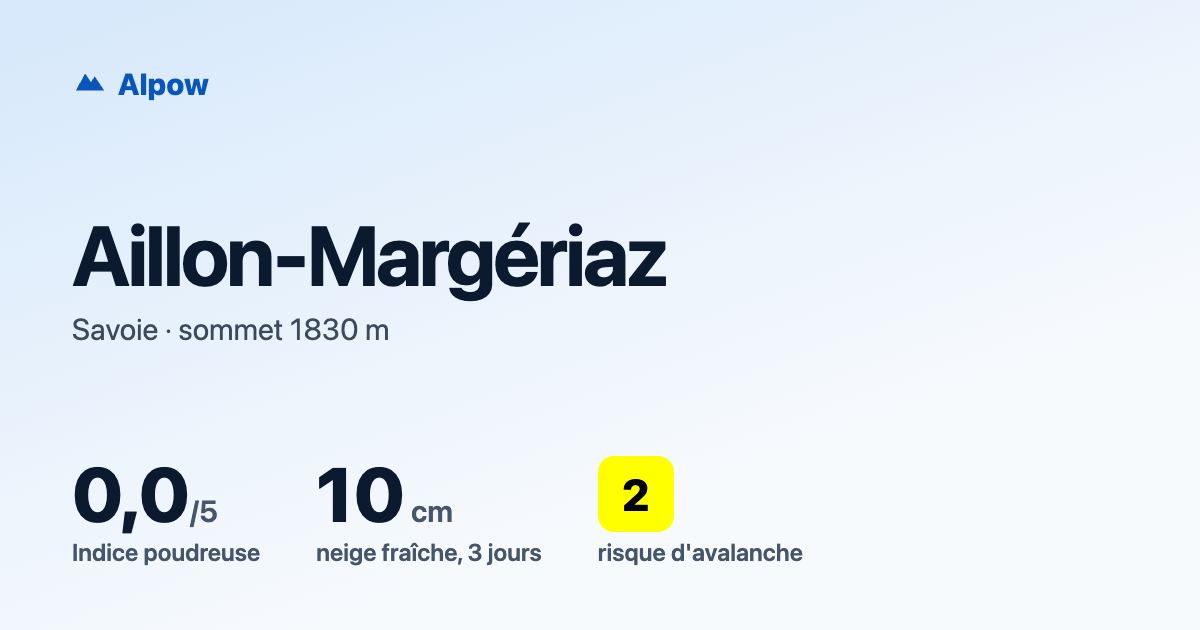 Alpow
Aillon-Margériaz
Savoie · sommet 1830 m
0,0/5
Indice poudreuse
10 cm
neige fraîche, 3 jours
2
risque d'avalanche